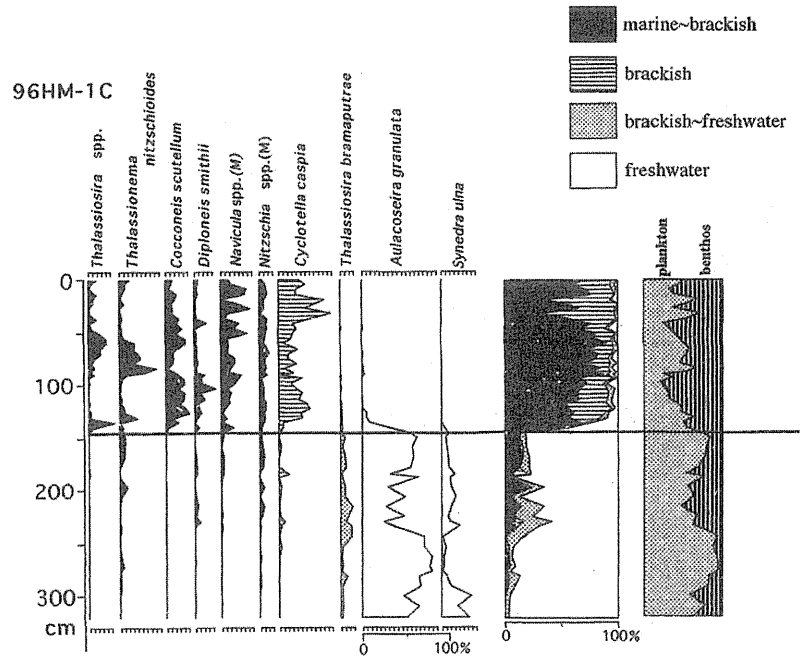 marine~brackish
brackish
brackish~freshwater
freshwater
96HM-1C
Thalassiosira spp.
Thalassionema
nitzschioides
Cocconeis scutellum
Diploneis smithii
Navicula spp.(M)
Nitzschia spp.(M)
Cyclotella caspia
Thalassiosira bramaputrae
Aulacoseira granulata
Synedra ulna
plankton
benthos
0
100
200
300
cm
0 100%
0 100%